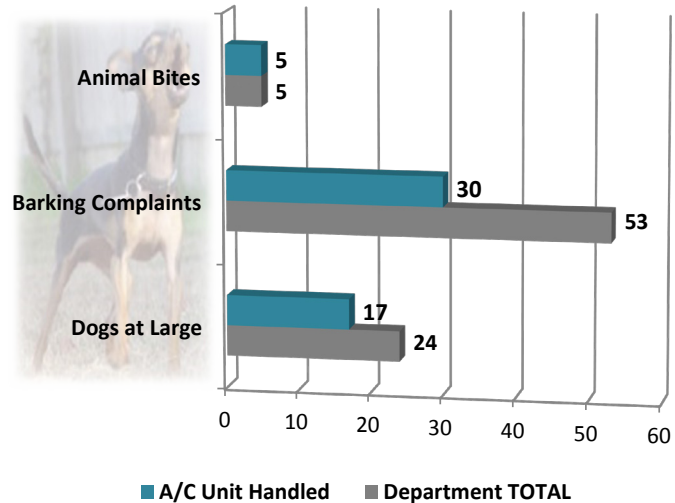 Animal Bites
5
5
Barking Complaints
30
53
Dogs at Large
17
24
0 10 20 30 40 50 60
A/C Unit Handled Department TOTAL